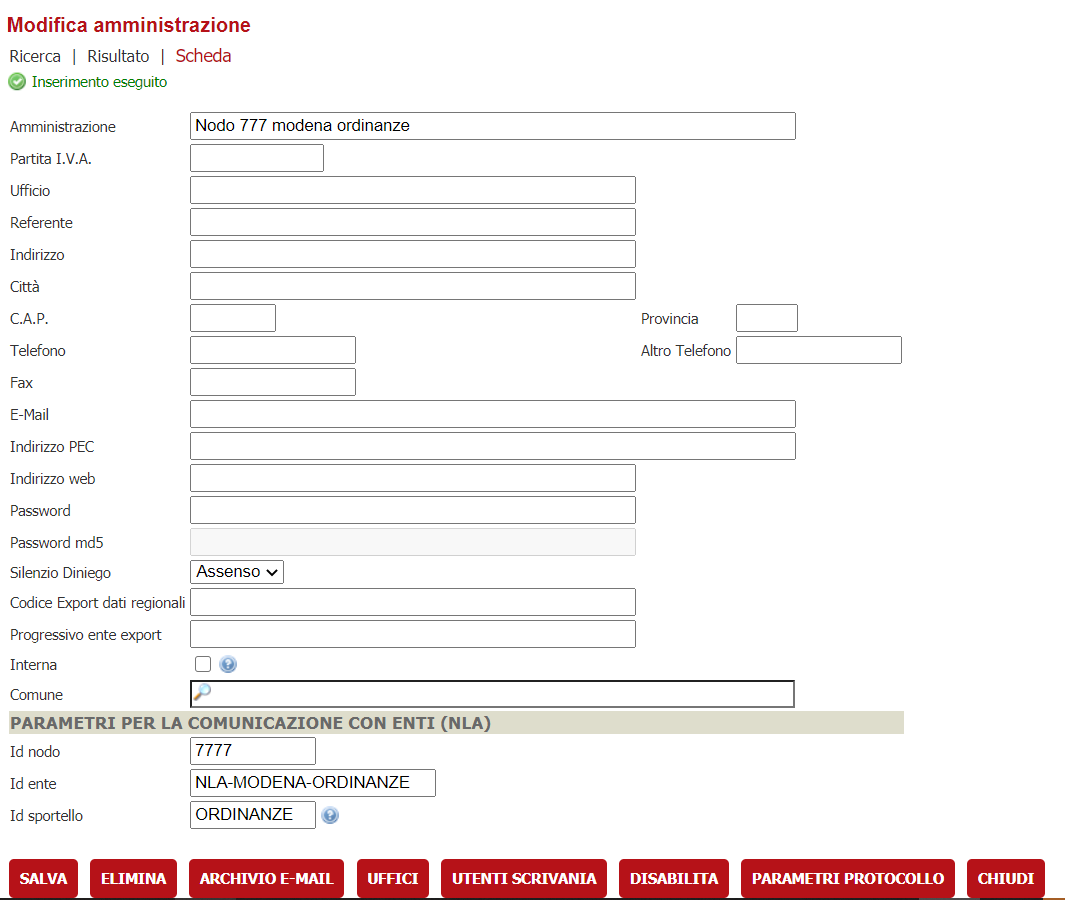 Modifica amministrazione
Ricerca | Risultato | Scheda
Inserimento eseguito
Amministrazione Nodo 777 modena ordinanze
Partita I.V.A.
Ufficio
Referente
Indirizzo
Città
C.A.P. Provincia
Telefono Altro Telefono
Fax
E-Mail
Indirizzo PEC
Indirizzo web
Password
Password md5
Silenzio Diniego Assenso
Codice Export dati regionali
Progressivo ente export
Interna ?
Comune
PARAMETRI PER LA COMUNICAZIONE CON ENTI (NLA)
Id nodo 7777
Id ente NLA-MODENA-ORDINANZE
Id sportello ORDINANZE ?
SALVA ELIMINA ARCHIVIO E-MAIL UFFICI UTENTI SCRIVANIA DISABILITA PARAMETRI PROTOCOLLO CHIUDI